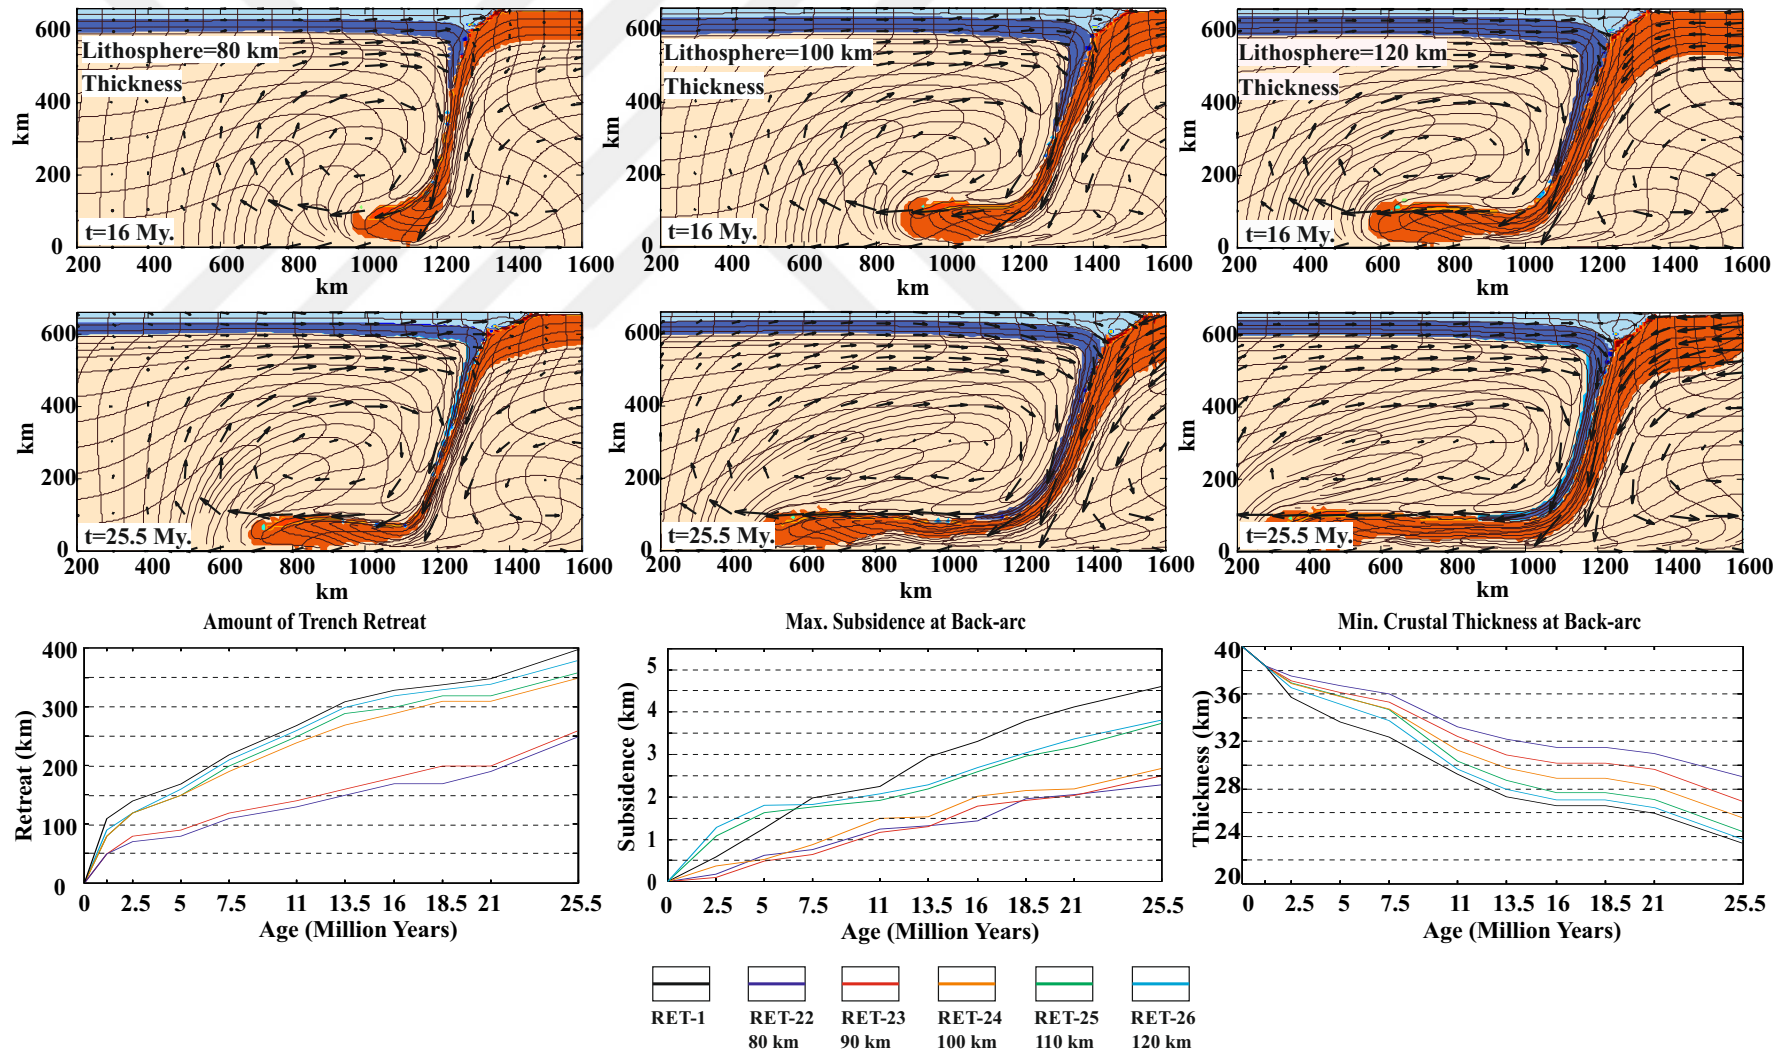 600
400
200
0
km
Lithosphere=80 km
Thickness
t=16 My.
200 400 600 800 1000 1200 1400 1600
km
600
400
200
0
km
Lithosphere=100 km
Thickness
t=16 My.
200 400 600 800 1000 1200 1400 1600
km
600
400
200
0
km
Lithosphere=120 km
Thickness
t=16 My.
200 400 600 800 1000 1200 1400 1600
km
600
400
200
0
km
t=25.5 My.
200 400 600 800 1000 1200 1400 1600
km
600
400
200
0
km
t=25.5 My.
200 400 600 800 1000 1200 1400 1600
km
600
400
200
0
km
t=25.5 My.
200 400 600 800 1000 1200 1400 1600
km
Amount of Trench Retreat
400
300
200
100
0
Retreat (km)
0 2.5 5 7.5 11 13.5 16 18.5 21 25.5
Age (Million Years)
Max. Subsidence at Back-arc
5
4
3
2
1
0
Subsidence (km)
0 2.5 5 7.5 11 13.5 16 18.5 21 25.5
Age (Million Years)
Min. Crustal Thickness at Back-arc
40
36
32
28
24
20
Thickness (km)
0 2.5 5 7.5 11 13.5 16 18.5 21 25.5
Age (Million Years)
RET-1 RET-22 RET-23 RET-24 RET-25 RET-26
80 km 90 km 100 km 110 km 120 km